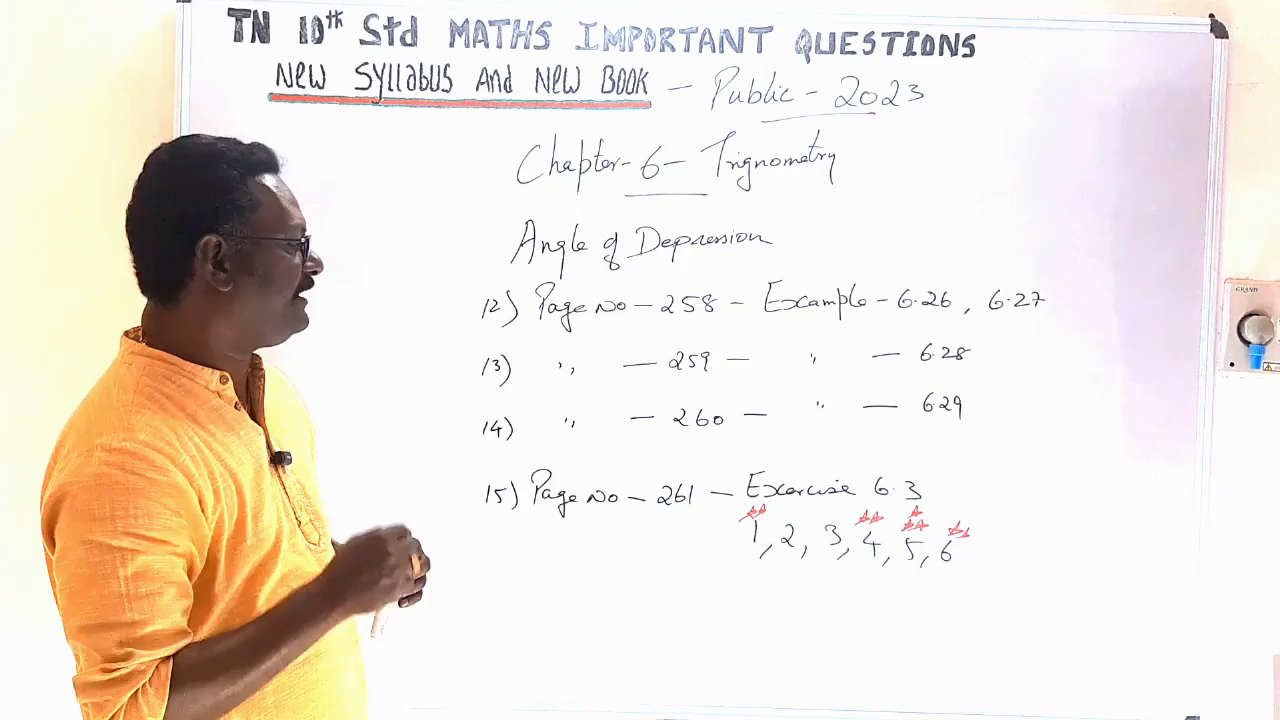 TN 10th Std MATHS IMPORTANT QUESTIONS
NEW SYllabUS AND NEW BOOK - Public - 2023
Chapter - 6 - Trignometry
Angle of Depression
12) Page No - 258 - Example - 6.26, 6.27
13) ,, - 259 - ,, - 6.28
14) ,, - 260 - ,, - 6.29
15) Page No - 261 - Exercise 6.3
1, 2, 3, 4, 5, 6
GRAND